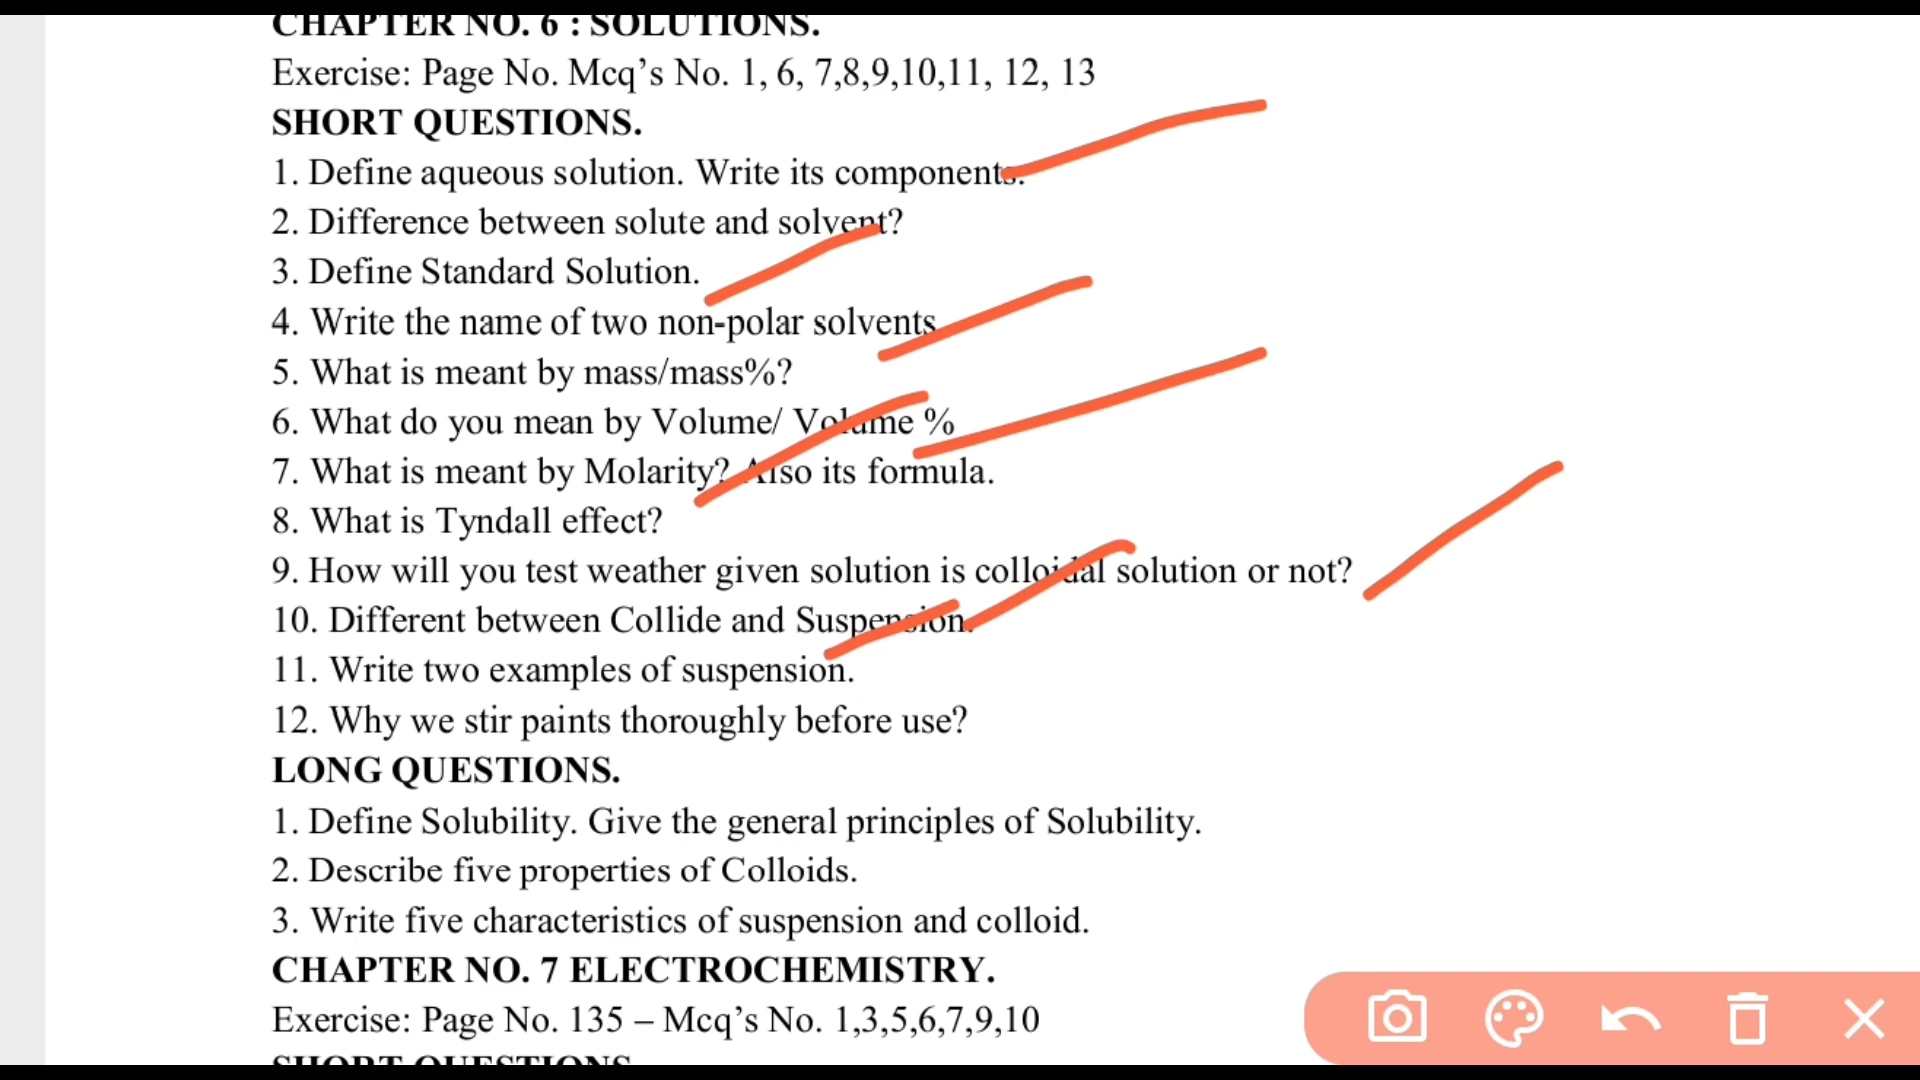 CHAPTER NO. 6 : SOLUTIONS.
Exercise: Page No. Mcq’s No. 1, 6, 7,8,9,10,11, 12, 13
SHORT QUESTIONS.
1. Define aqueous solution. Write its components.
2. Difference between solute and solvent?
3. Define Standard Solution.
4. Write the name of two non-polar solvents
5. What is meant by mass/mass%?
6. What do you mean by Volume/ Volume %
7. What is meant by Molarity? Also its formula.
8. What is Tyndall effect?
9. How will you test weather given solution is colloidal solution or not?
10. Different between Collide and Suspension.
11. Write two examples of suspension.
12. Why we stir paints thoroughly before use?
LONG QUESTIONS.
1. Define Solubility. Give the general principles of Solubility.
2. Describe five properties of Colloids.
3. Write five characteristics of suspension and colloid.
CHAPTER NO. 7 ELECTROCHEMISTRY.
Exercise: Page No. 135 – Mcq’s No. 1,3,5,6,7,9,10
SHORT QUESTIONS